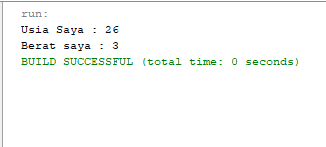 run:
Usia Saya : 26
Berat saya : 3
BUILD SUCCESSFUL (total time: 0 seconds)